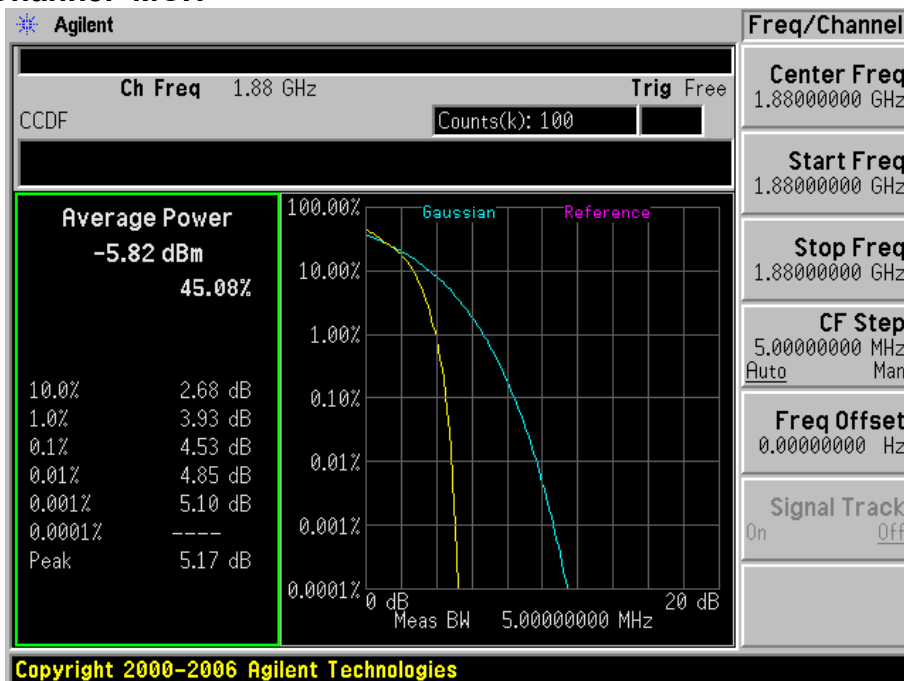 Agilent
Freq/Channel
Ch Freq 1.88 GHz Trig Free
CCDF Counts(k): 100
Center Freq
1.88000000 GHz
Start Freq
1.88000000 GHz
Stop Freq
1.88000000 GHz
CF Step
5.00000000 MHz
Auto Man
Freq Offset
0.00000000 Hz
Signal Track
On Off
Average Power
-5.82 dBm
45.08%
10.0% 2.68 dB
1.0% 3.93 dB
0.1% 4.53 dB
0.01% 4.85 dB
0.001% 5.10 dB
0.0001% ----
Peak 5.17 dB
Gaussian Reference
100.00%
10.00%
1.00%
0.10%
0.01%
0.001%
0.0001%
0 dB 20 dB
Meas BW 5.00000000 MHz
Copyright 2000-2006 Agilent Technologies